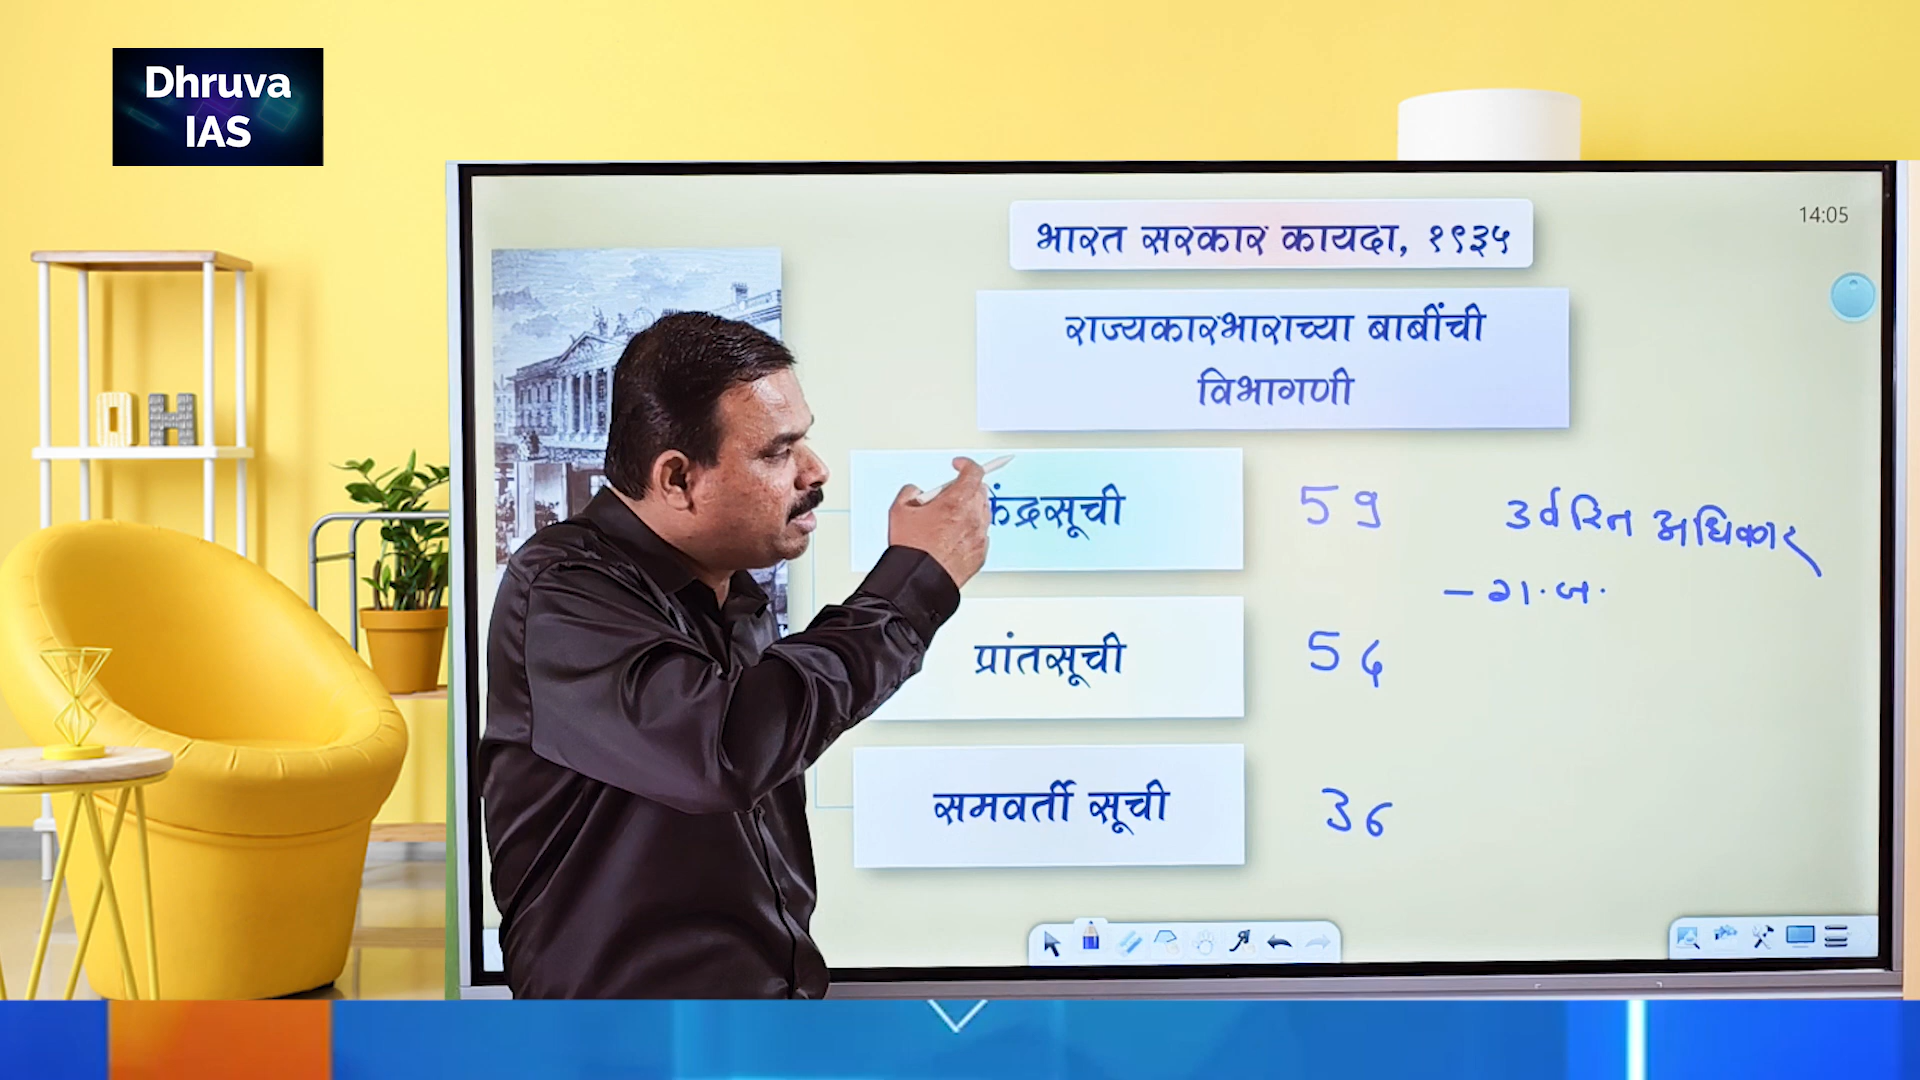 Dhruva
IAS
14:05
भारत सरकार कायदा, १९३५
राज्यकारभाराच्या बाबींची
विभागणी
केंद्रसूची 59 उर्वरित अधिकार
– ग.ज.
प्रांतसूची 54
समवर्ती सूची 36
OH